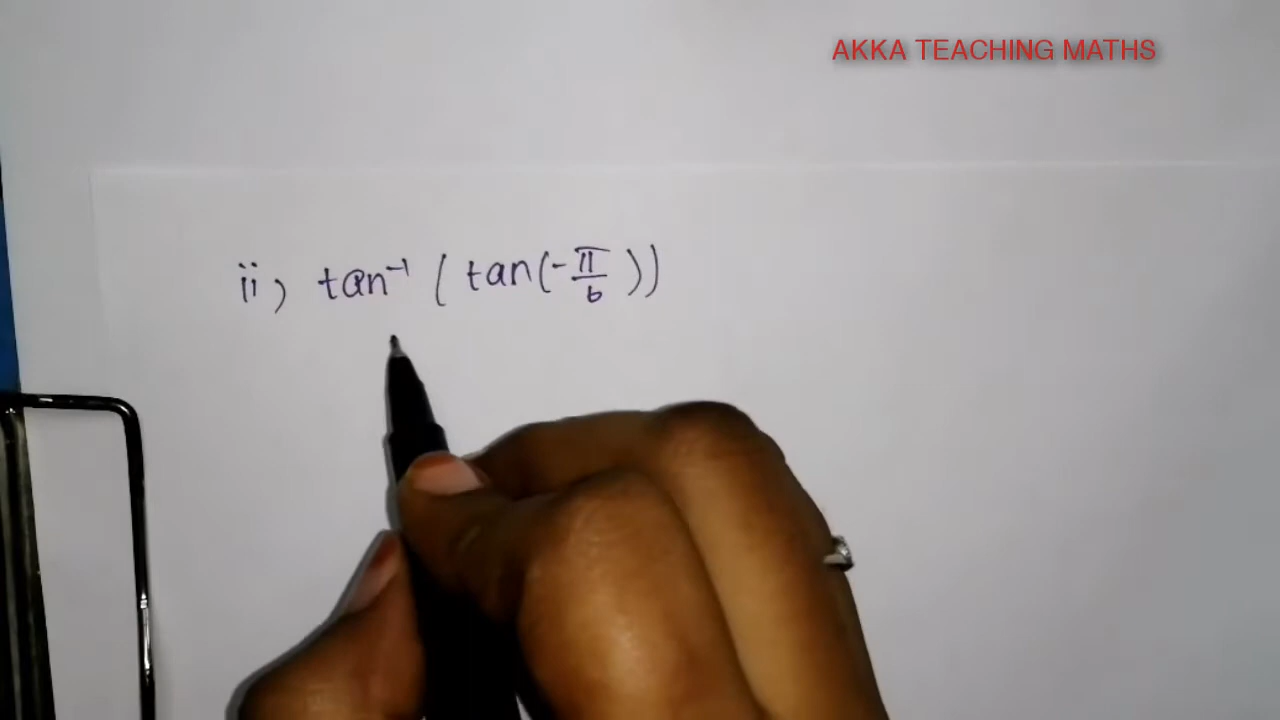 AKKA TEACHING MATHS
ii) tan⁻¹ ( tan(-π/6))